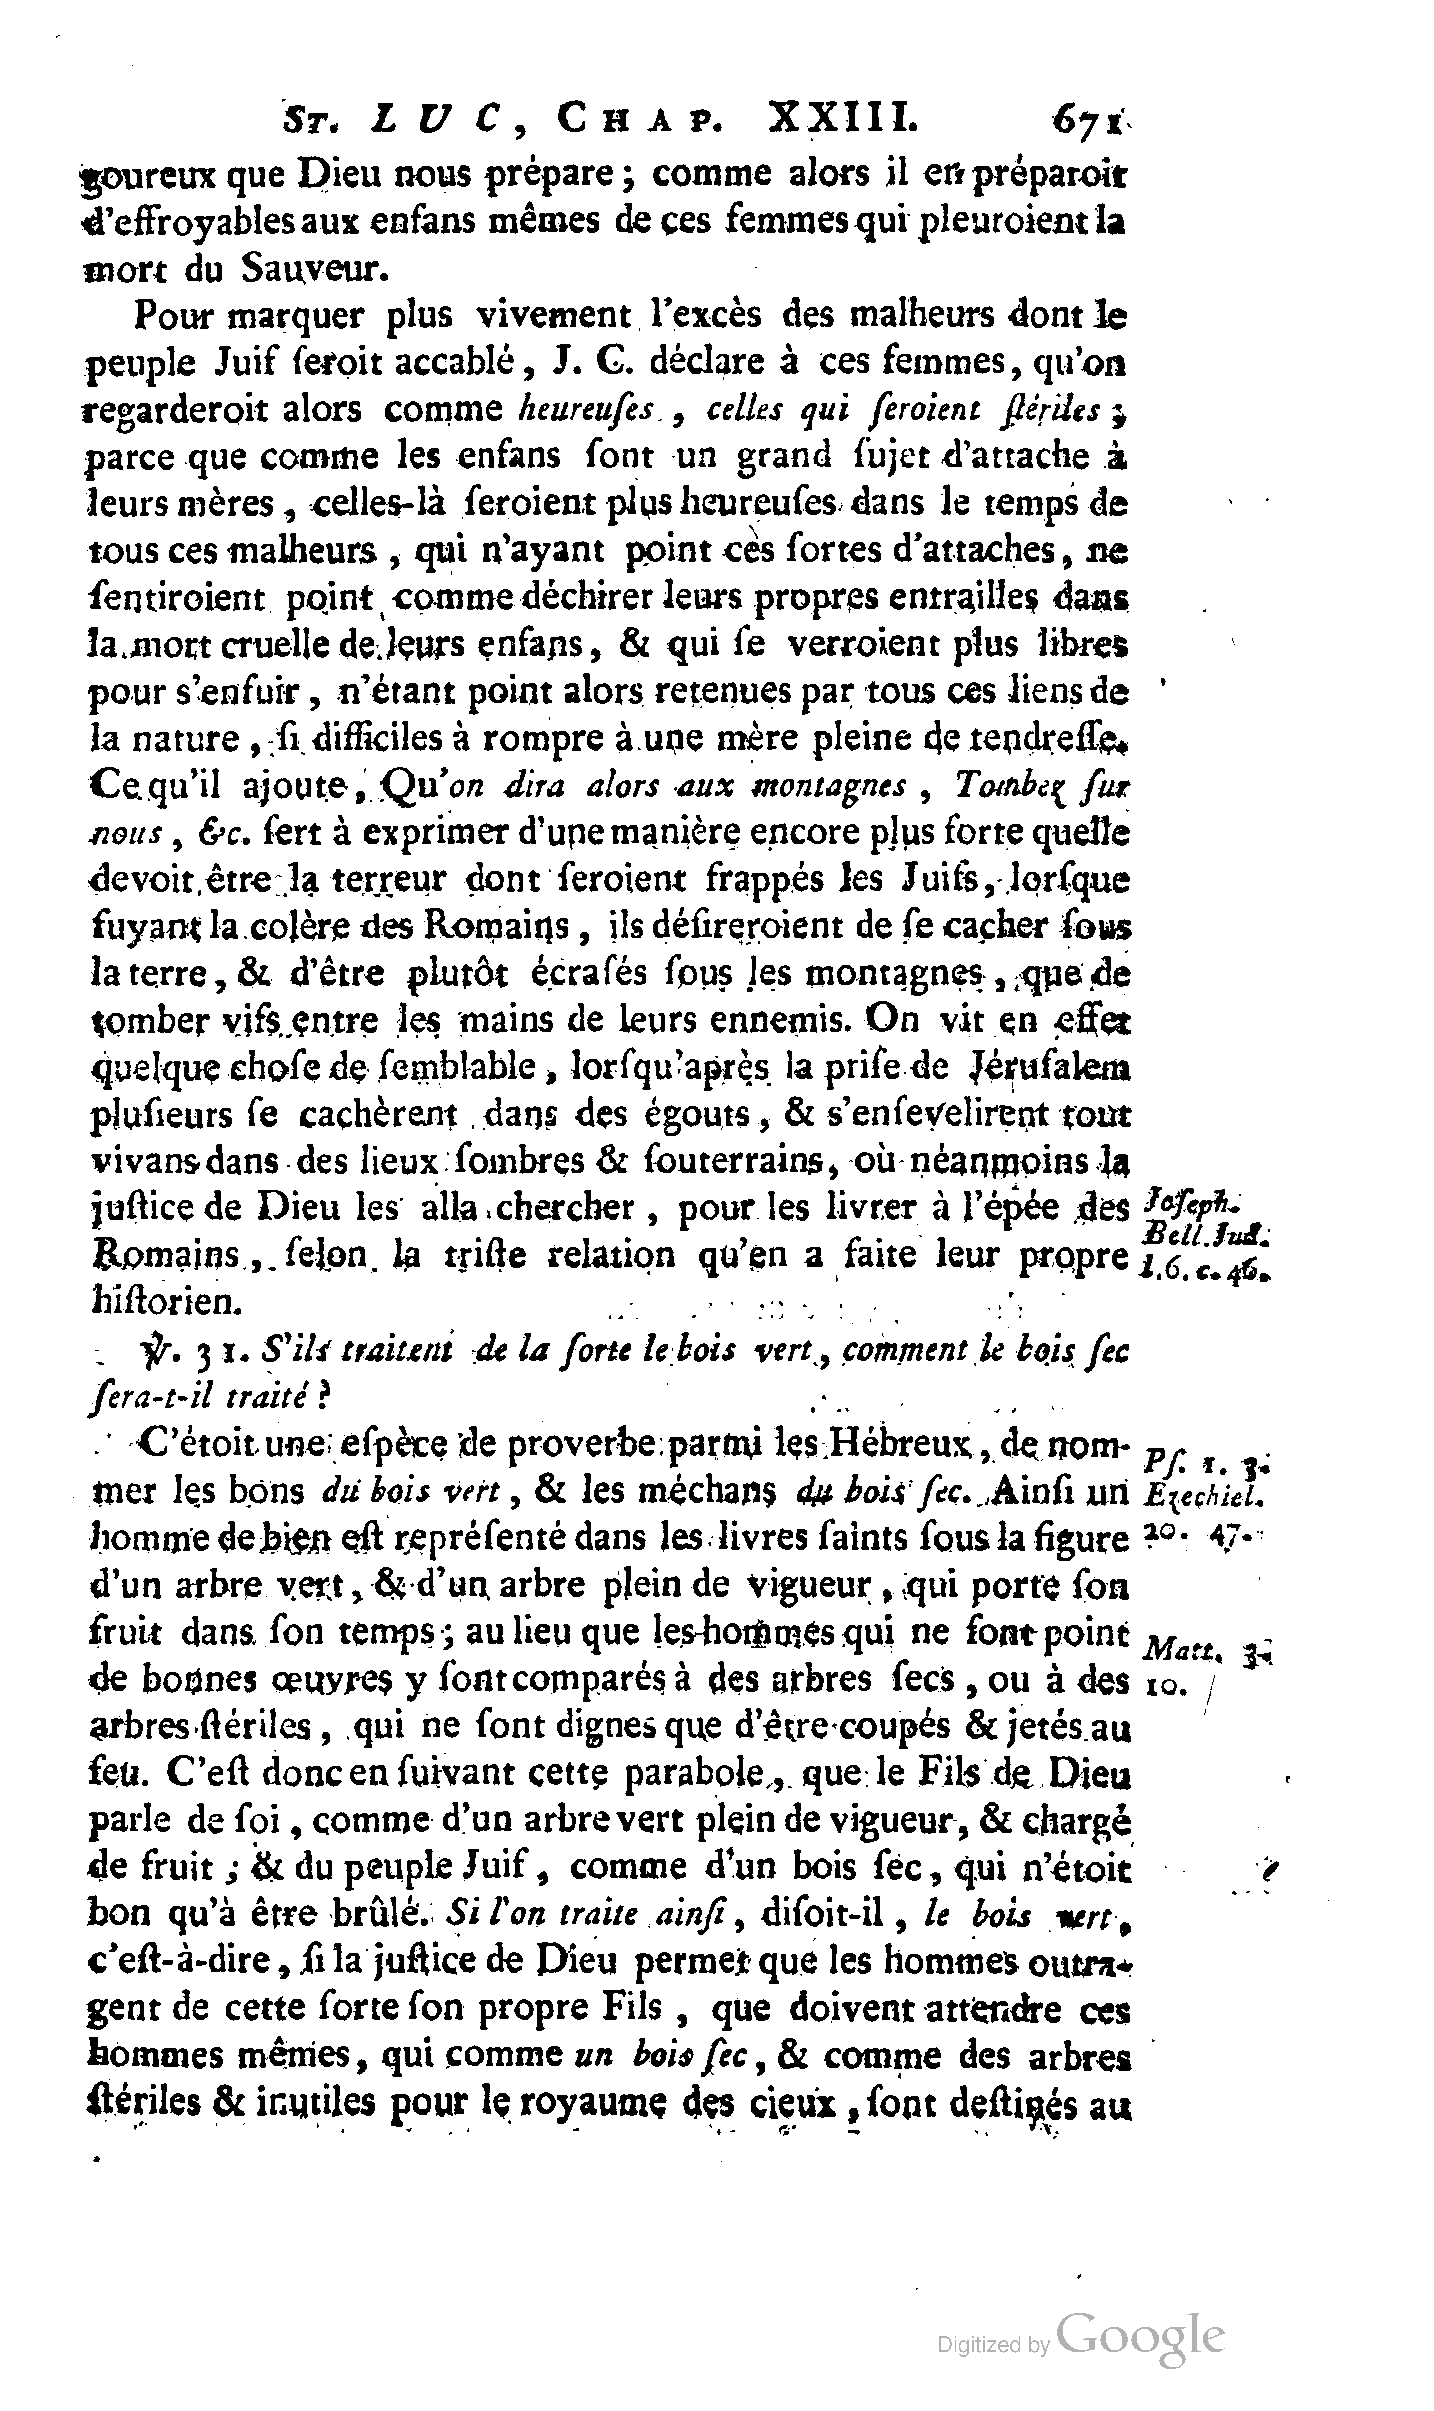 ST. LUC, CHAP. XXIII. 671
goureux que Dieu nous prépare ; comme alors il en préparoit
d'effroyables aux enfans mêmes de ces femmes qui pleuroient la
mort du Sauveur.
Pour marquer plus vivement l'excès des malheurs dont le
peuple Juif ſeroit accablé, J. C. déclare à ces femmes, qu'on
regarderoit alors comme heureuſes, celles qui ſeroient ſtériles ;
parce que comme les enfans ſont un grand ſujet d'attache à
leurs mères, celles-là ſeroient plus heureuſes dans le temps de
tous ces malheurs, qui n'ayant point ces ſortes d'attaches, ne
ſentiroient point comme déchirer leurs propres entrailles dans
la mort cruelle de leurs enfans, & qui ſe verroient plus libres
pour s'enfuir, n'étant point alors retenues par tous ces liens de
la nature, ſi difficiles à rompre à une mère pleine de tendreſſe.
Ce qu'il ajoute, Qu'on dira alors aux montagnes, Tombez ſur
nous, &c. ſert à exprimer d'une manière encore plus forte quelle
devoit être la terreur dont ſeroient frappés les Juifs, lorſque
fuyant la colère des Romains, ils déſireroient de ſe cacher ſous
la terre, & d'être plutôt écraſés ſous les montagnes, que de
tomber vifs entre les mains de leurs ennemis. On vit en effet
quelque choſe de ſemblable, lorſqu'après la priſe de Jéruſalem
pluſieurs ſe cachèrent dans des égouts, & s'enſevelirent tout
vivans dans des lieux ſombres & ſouterrains, où néanmoins la
juſtice de Dieu les alla chercher, pour les livrer à l'épée des
Romains, ſelon la triſte relation qu'en a faite leur propre
hiſtorien.
Joſeph.
Bell. Jud.
l. 6. c. 46.
℣. 31. S'ils traitent de la ſorte le bois vert, comment le bois ſec
ſera-t-il traité ?
C'étoit une eſpèce de proverbe parmi les Hébreux, de nom-
mer les bons du bois vert, & les méchans du bois ſec. Ainſi un
homme de bien eſt repréſenté dans les livres ſaints ſous la figure
d'un arbre vert, & d'un arbre plein de vigueur, qui porte ſon
fruit dans ſon temps ; au lieu que les hommes qui ne font point
de bonnes œuvres y ſont comparés à des arbres ſecs, ou à des
arbres ſtériles, qui ne ſont dignes que d'être coupés & jetés au
feu. C'eſt donc en ſuivant cette parabole, que le Fils de Dieu
parle de ſoi, comme d'un arbre vert plein de vigueur, & chargé
de fruit ; & du peuple Juif, comme d'un bois ſec, qui n'étoit
bon qu'à être brûlé. Si l'on traite ainſi, diſoit-il, le bois vert,
c'eſt-à-dire, ſi la juſtice de Dieu permet que les hommes outra-
gent de cette ſorte ſon propre Fils, que doivent attendre ces
hommes mêmes, qui comme un bois ſec, & comme des arbres
ſtériles & inutiles pour le royaume des cieux, ſont deſtinés au
Pſ. 1. 3.
Ezechiel.
20. 47.
Matt. 3.
10.
Digitized by Google